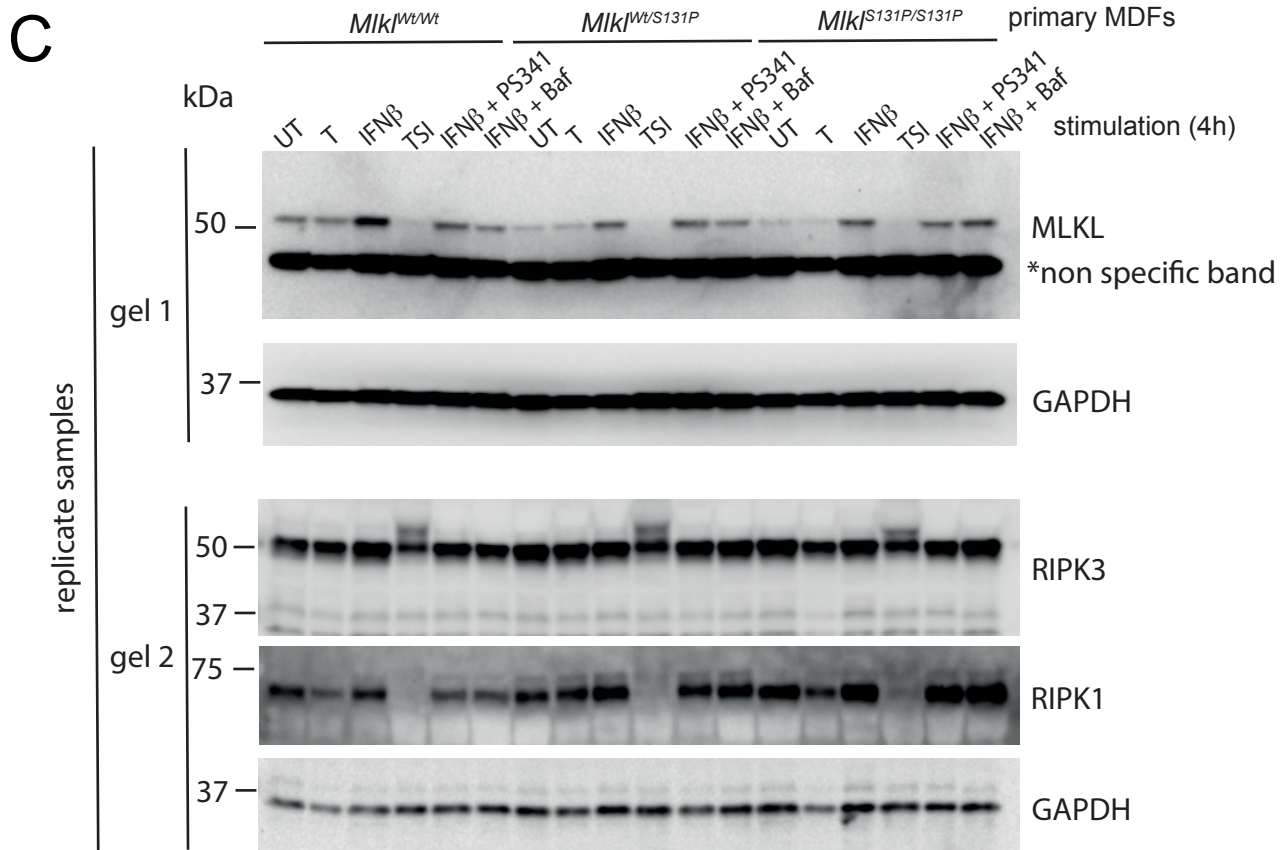 C
Mlkl^Wt/Wt Mlkl^Wt/S131P Mlkl^S131P/S131P primary MDFs
kDa
UT T IFNβ TSI IFNβ + PS341 IFNβ + Baf UT T IFNβ TSI IFNβ + PS341 IFNβ + Baf UT T IFNβ TSI IFNβ + PS341 IFNβ + Baf stimulation (4h)
50 MLKL
*non specific band
gel 1
37 GAPDH
replicate samples
50 RIPK3
37
gel 2
75
RIPK1
37 GAPDH